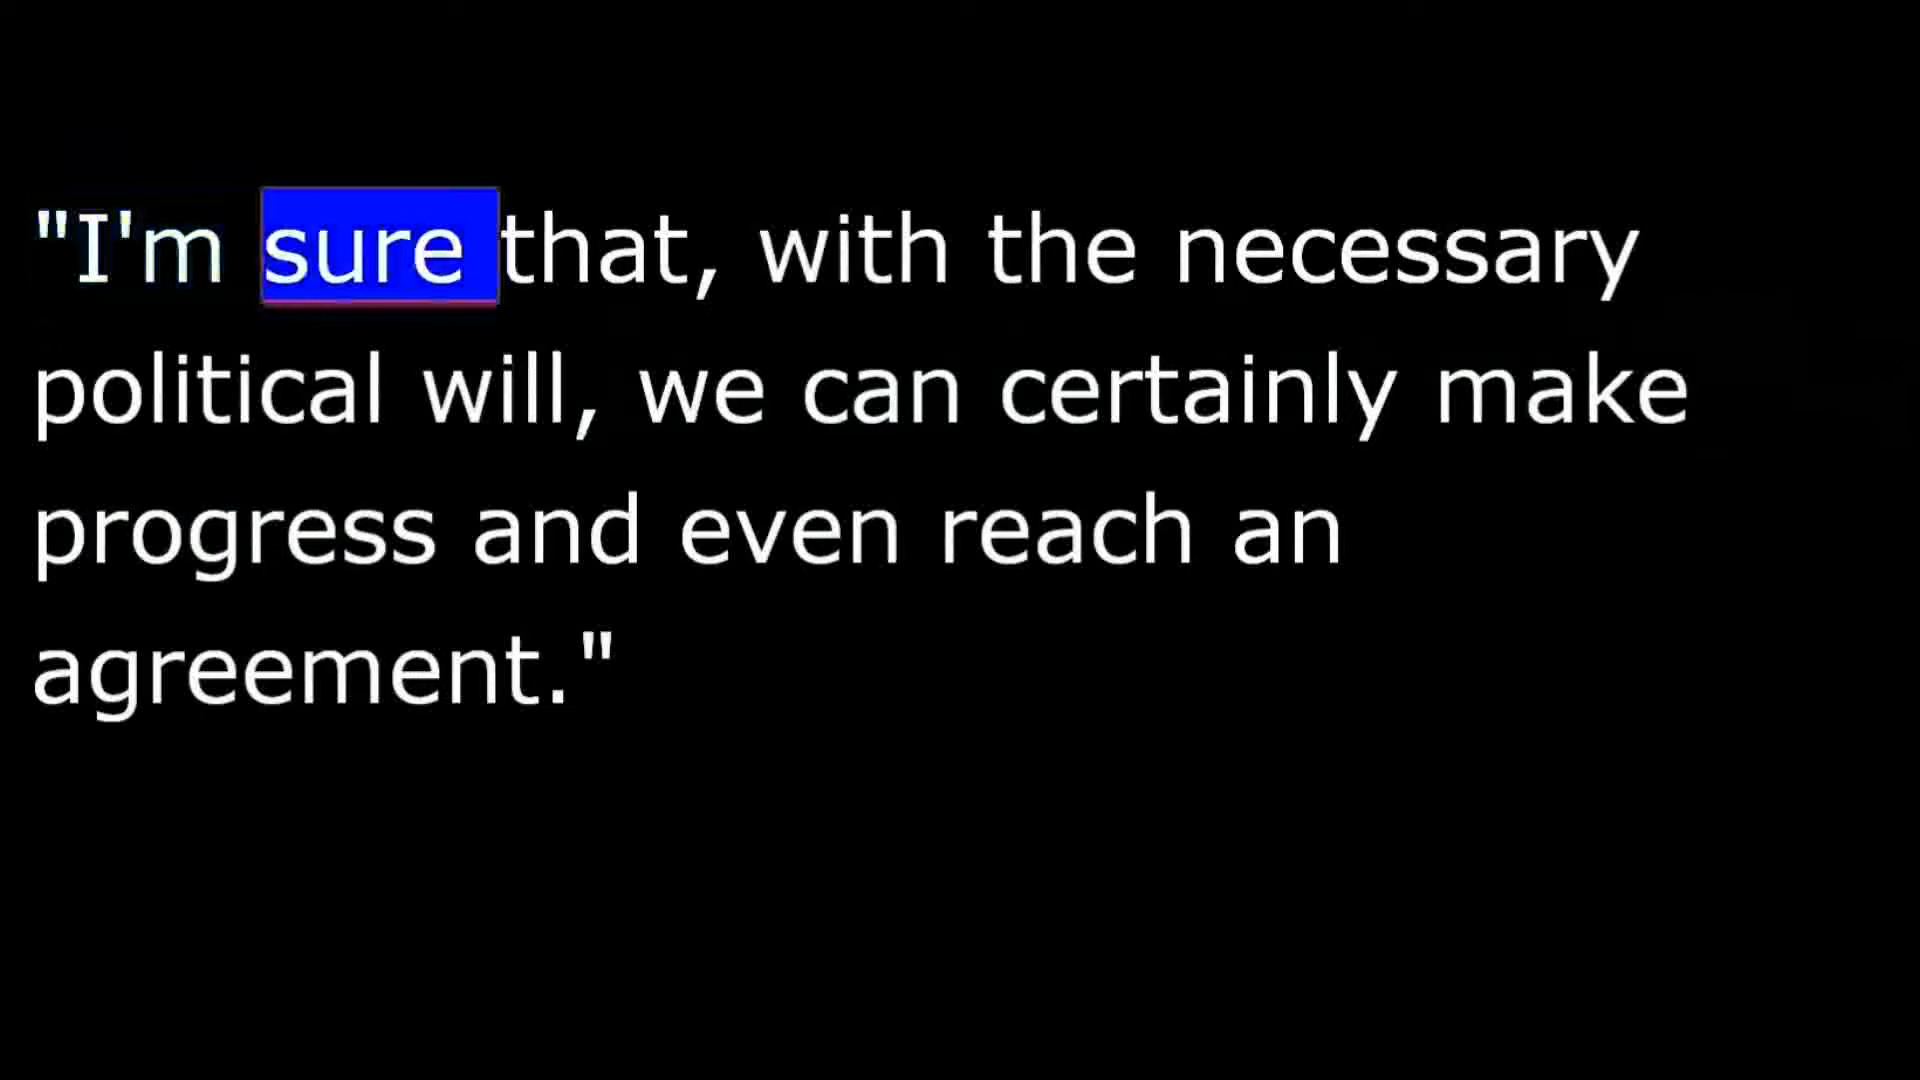 "I'm sure that, with the necessary
political will, we can certainly make
progress and even reach an
agreement."